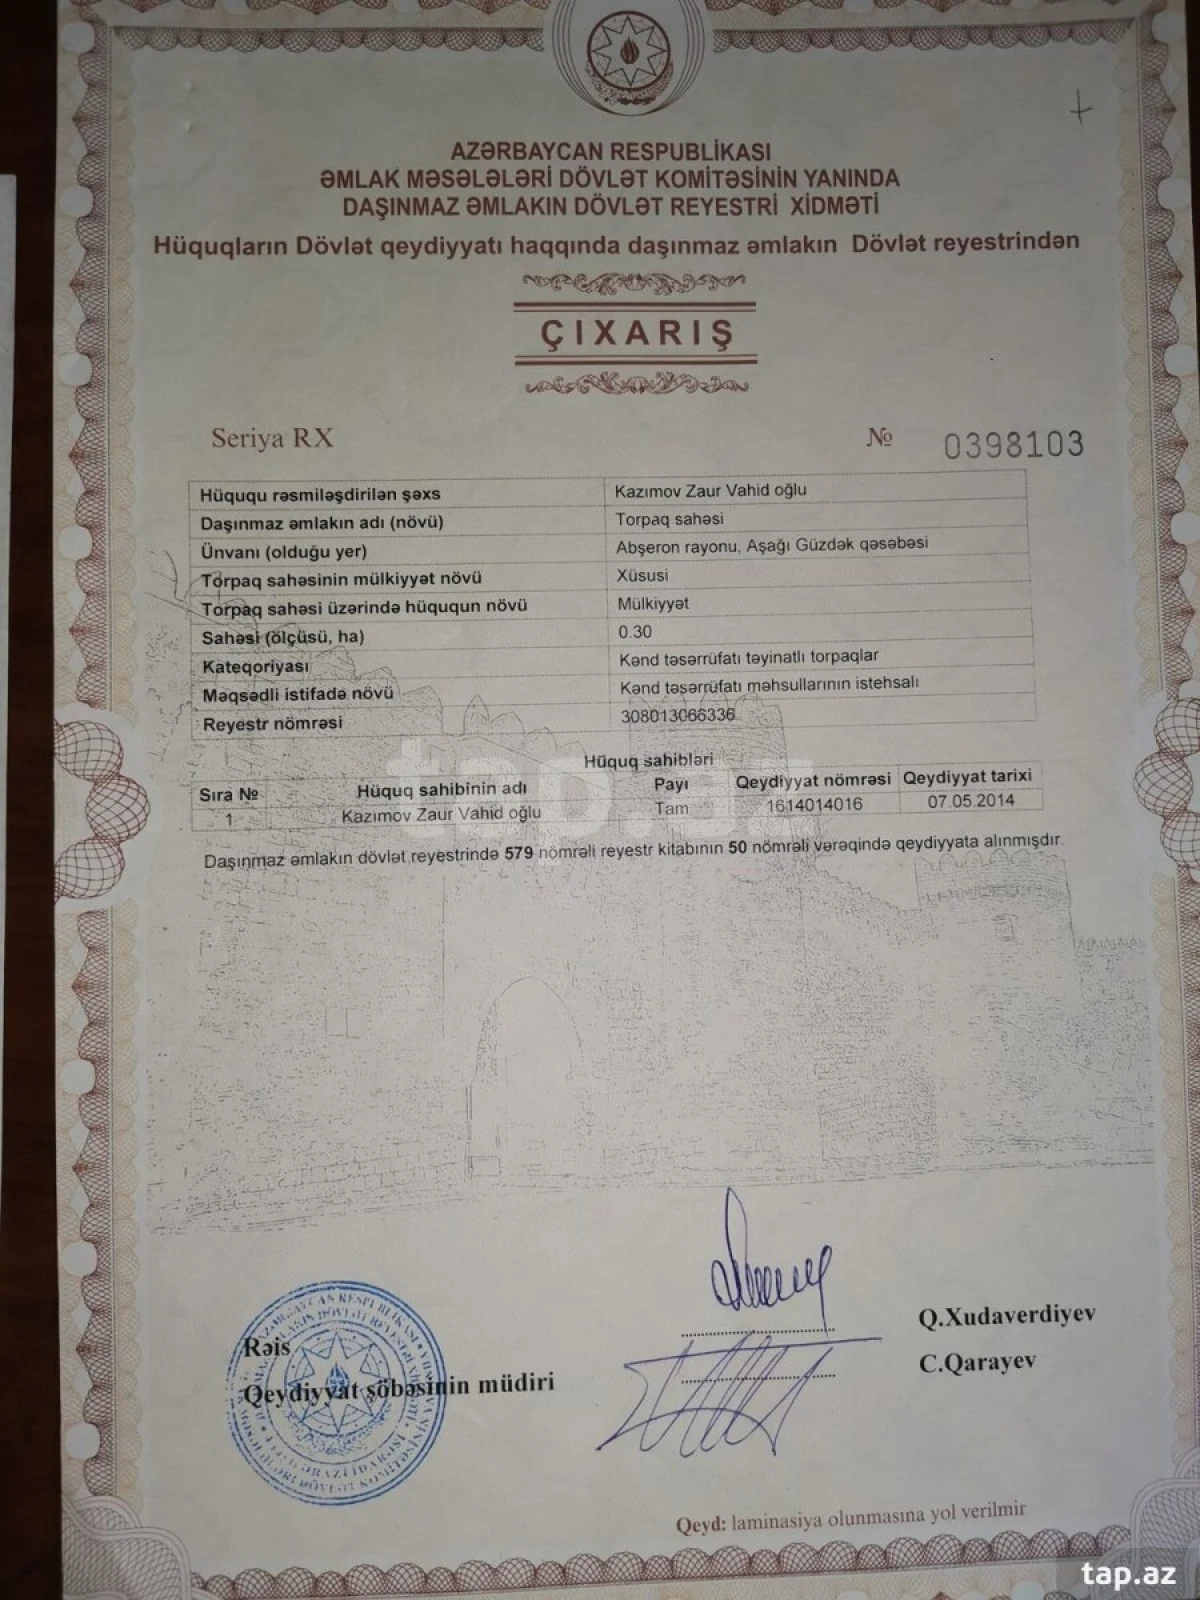 AZƏRBAYCAN RESPUBLİKASI
ƏMLAK MƏSƏLƏLƏRİ DÖVLƏT KOMİTƏSİNİN YANINDA
DAŞINMAZ ƏMLAKIN DÖVLƏT REYESTRİ XİDMƏTİ
Hüquqların Dövlət qeydiyyatı haqqında daşınmaz əmlakın Dövlət reyestrindən
ÇIXARIŞ
Seriya RX № 0398103
Hüququ rəsmiləşdirilən şəxs Kazımov Zaur Vahid oğlu
Daşınmaz əmlakın adı (növü) Torpaq sahəsi
Ünvanı (olduğu yer) Abşeron rayonu, Aşağı Güzdək qəsəbəsi
Torpaq sahəsinin mülkiyyət növü Xüsusi
Torpaq sahəsi üzərində hüququn növü Mülkiyyət
Sahəsi (ölçüsü, ha) 0.30
Kateqoriyası Kənd təsərrüfatı təyinatlı torpaqlar
Məqsədli istifadə növü Kənd təsərrüfatı məhsullarının istehsalı
Reyestr nömrəsi 308013066336
Hüquq sahibləri
Sıra № Hüquq sahibinin adı Payı Qeydiyyat nömrəsi Qeydiyyat tarixi
1 Kazımov Zaur Vahid oğlu Tam 1614014016 07.05.2014
tap.az
Daşınmaz əmlakın dövlət reyestrində 579 nömrəli reyestr kitabının 50 nömrəli vərəqində qeydiyyata alınmışdır
Rəis Q.Xudaverdiyev
Qeydiyyat şöbəsinin müdiri C.Qarayev
Qeyd: laminasiya olunmasına yol verilmir
tap.az